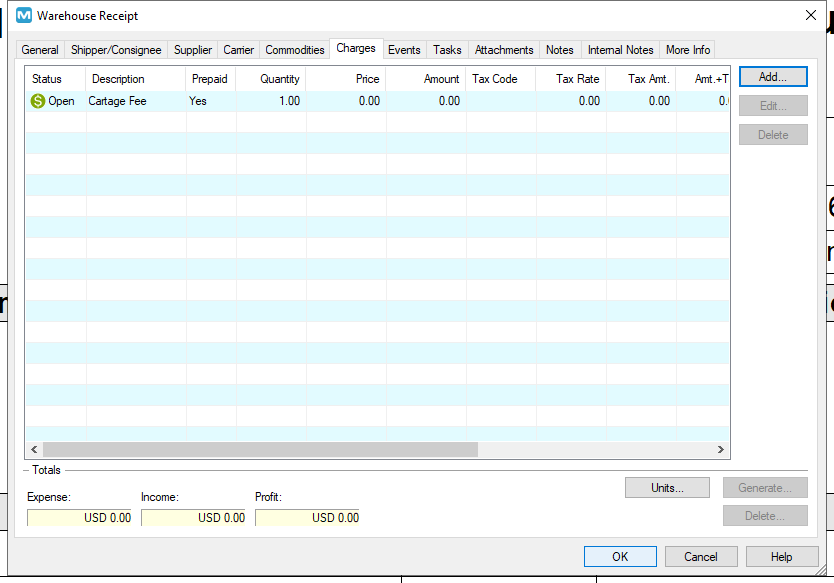 M Warehouse Receipt
General Shipper/Consignee Supplier Carrier Commodities Charges Events Tasks Attachments Notes Internal Notes More Info
Status Description Prepaid Quantity Price Amount Tax Code Tax Rate Tax Amt. Amt.+T
$ Open Cartage Fee Yes 1.00 0.00 0.00 0.00 0.00 0.
Add...
Edit...
Delete
Totals
Expense: Income: Profit:
USD 0.00 USD 0.00 USD 0.00
Units... Generate...
Delete...
OK Cancel Help